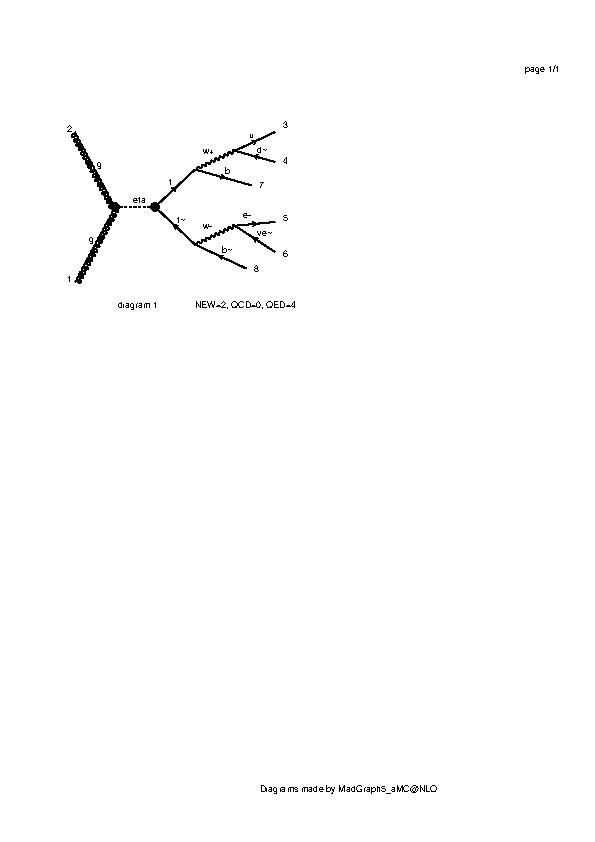 page 1/1
2
g
eta
g
1
t
w+
u
3
d~
4
b
7
t~
w-
e-
5
ve~
6
b~
8
diagram 1 NEW=2, QCD=0, QED=4
Diagrams made by MadGraph5_aMC@NLO